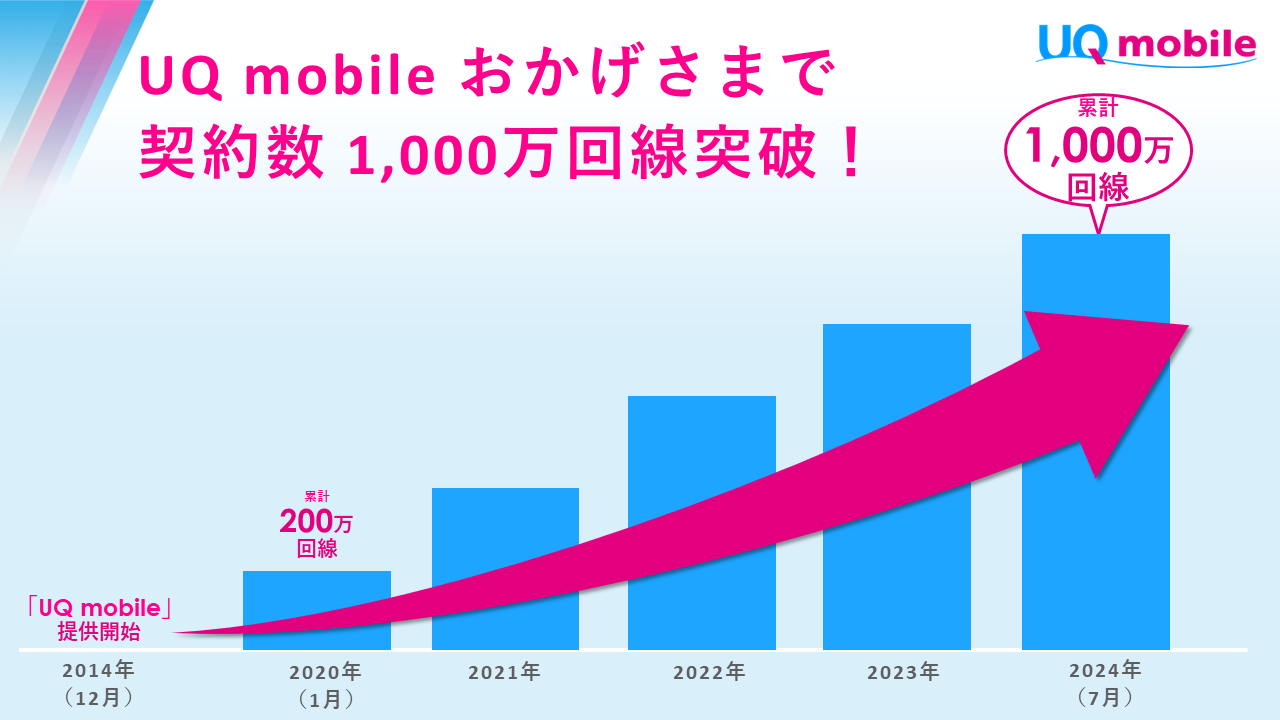 UQ mobile おかげさまで
契約数 1,000万回線突破！
UQ mobile
累計
1,000万
回線
累計
200万
回線
「UQ mobile」
提供開始
2014年
（12月）
2020年
（1月）
2021年
2022年
2023年
2024年
（7月）